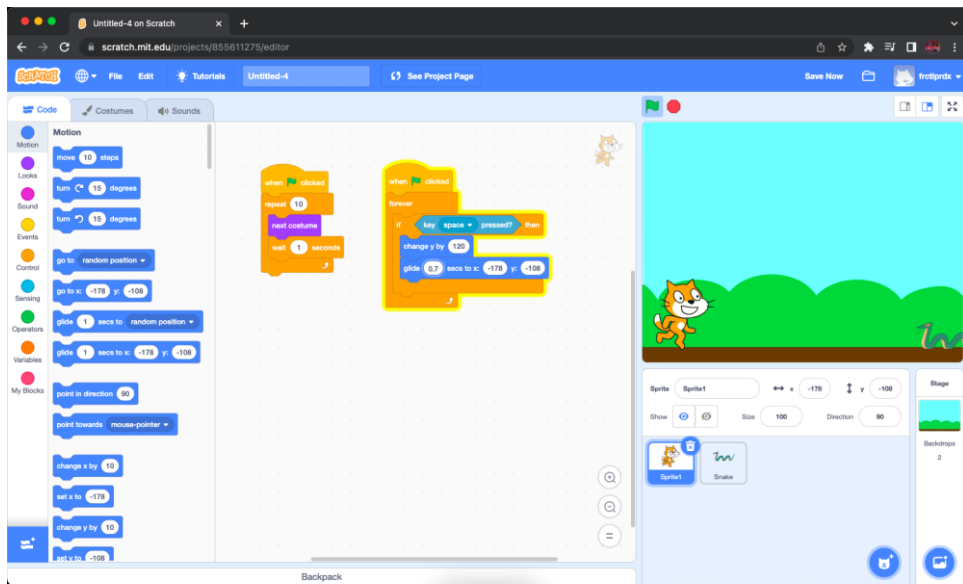 Untitled-4 on Scratch
scratch.mit.edu/projects/855611275/editor
SCRATCH File Edit Tutorials Untitled-4 See Project Page Save Now frctlprdx
Code Costumes Sounds
Motion
Looks
Sound
Events
Control
Sensing
Operators
Variables
My Blocks
Motion
move 10 steps
turn 15 degrees
turn 15 degrees
go to random position
go to x: -178 y: -108
glide 1 secs to random position
glide 1 secs to x: -178 y: -108
point in direction 90
point towards mouse-pointer
change x by 10
set x to -178
change y by 10
set y to -108
when clicked
repeat 10
next costume
wait 1 seconds
when clicked
forever
if key space pressed? then
change y by 120
glide 0.7 secs to x: -178 y: -108
Sprite Sprite1 x -178 y -108
Show Size 100 Direction 90
Sprite1 Snake
Stage
Backdrops
2
Backpack